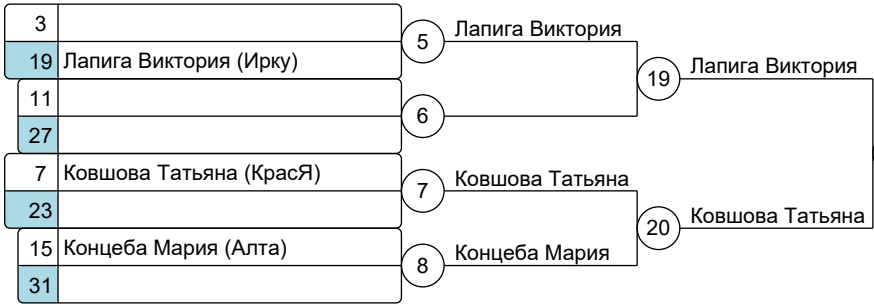 3
19 Лапига Виктория (Ирку)
5 Лапига Виктория
19 Лапига Виктория
11
27
6
7 Ковшова Татьяна (КрасЯ)
23
7 Ковшова Татьяна
20 Ковшова Татьяна
15 Концеба Мария (Алта)
31
8 Концеба Мария